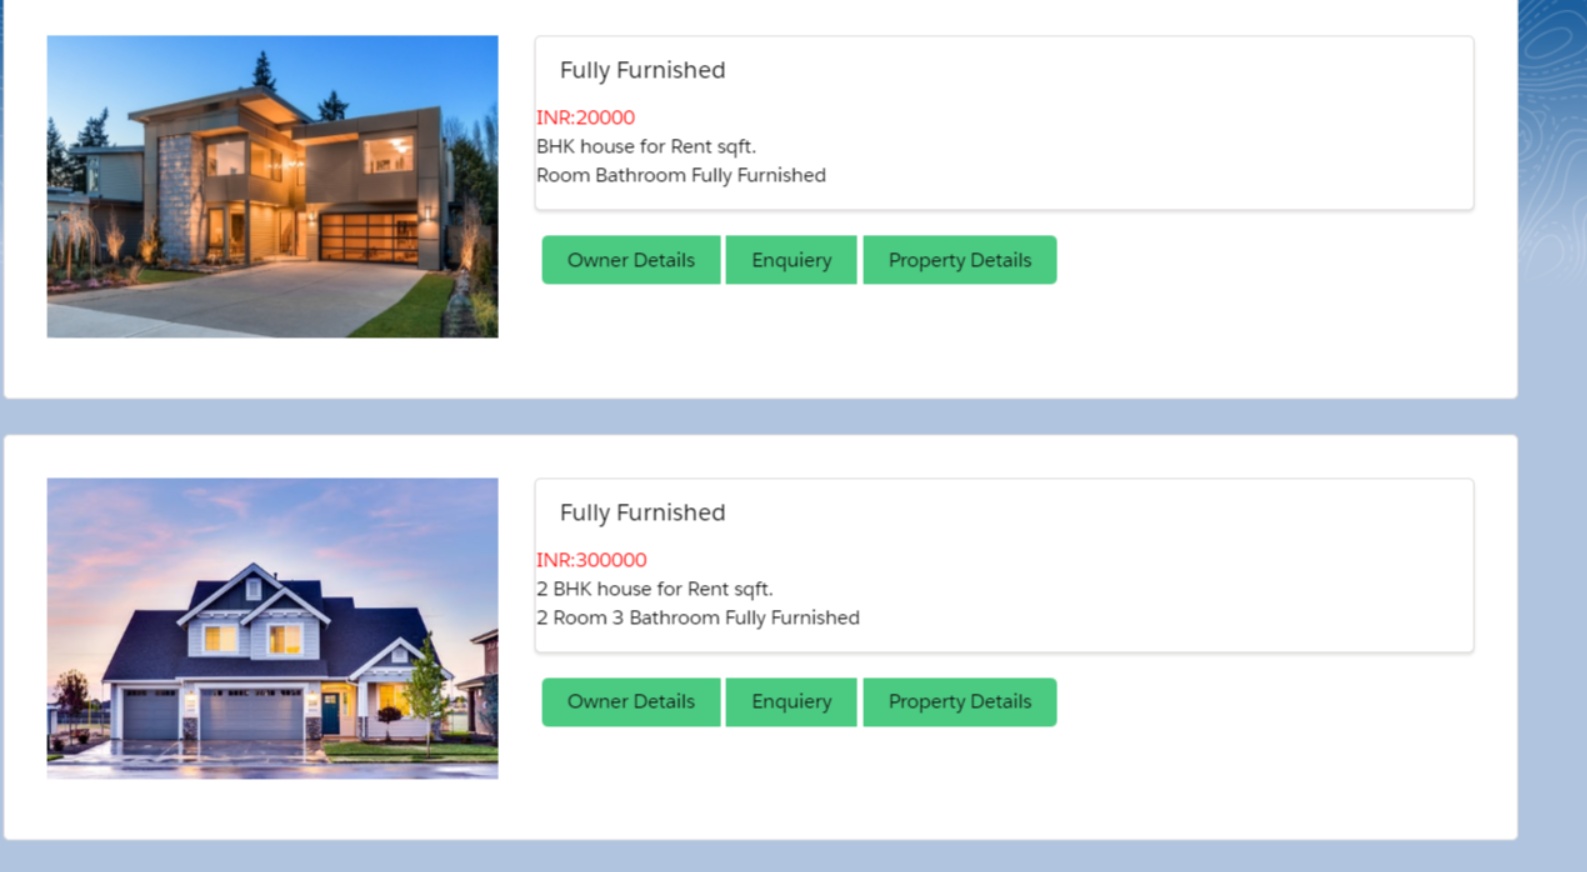 Fully Furnished
INR:20000
BHK house for Rent sqft.
Room Bathroom Fully Furnished
Owner Details Enquiery Property Details
Fully Furnished
INR:300000
2 BHK house for Rent sqft.
2 Room 3 Bathroom Fully Furnished
Owner Details Enquiery Property Details